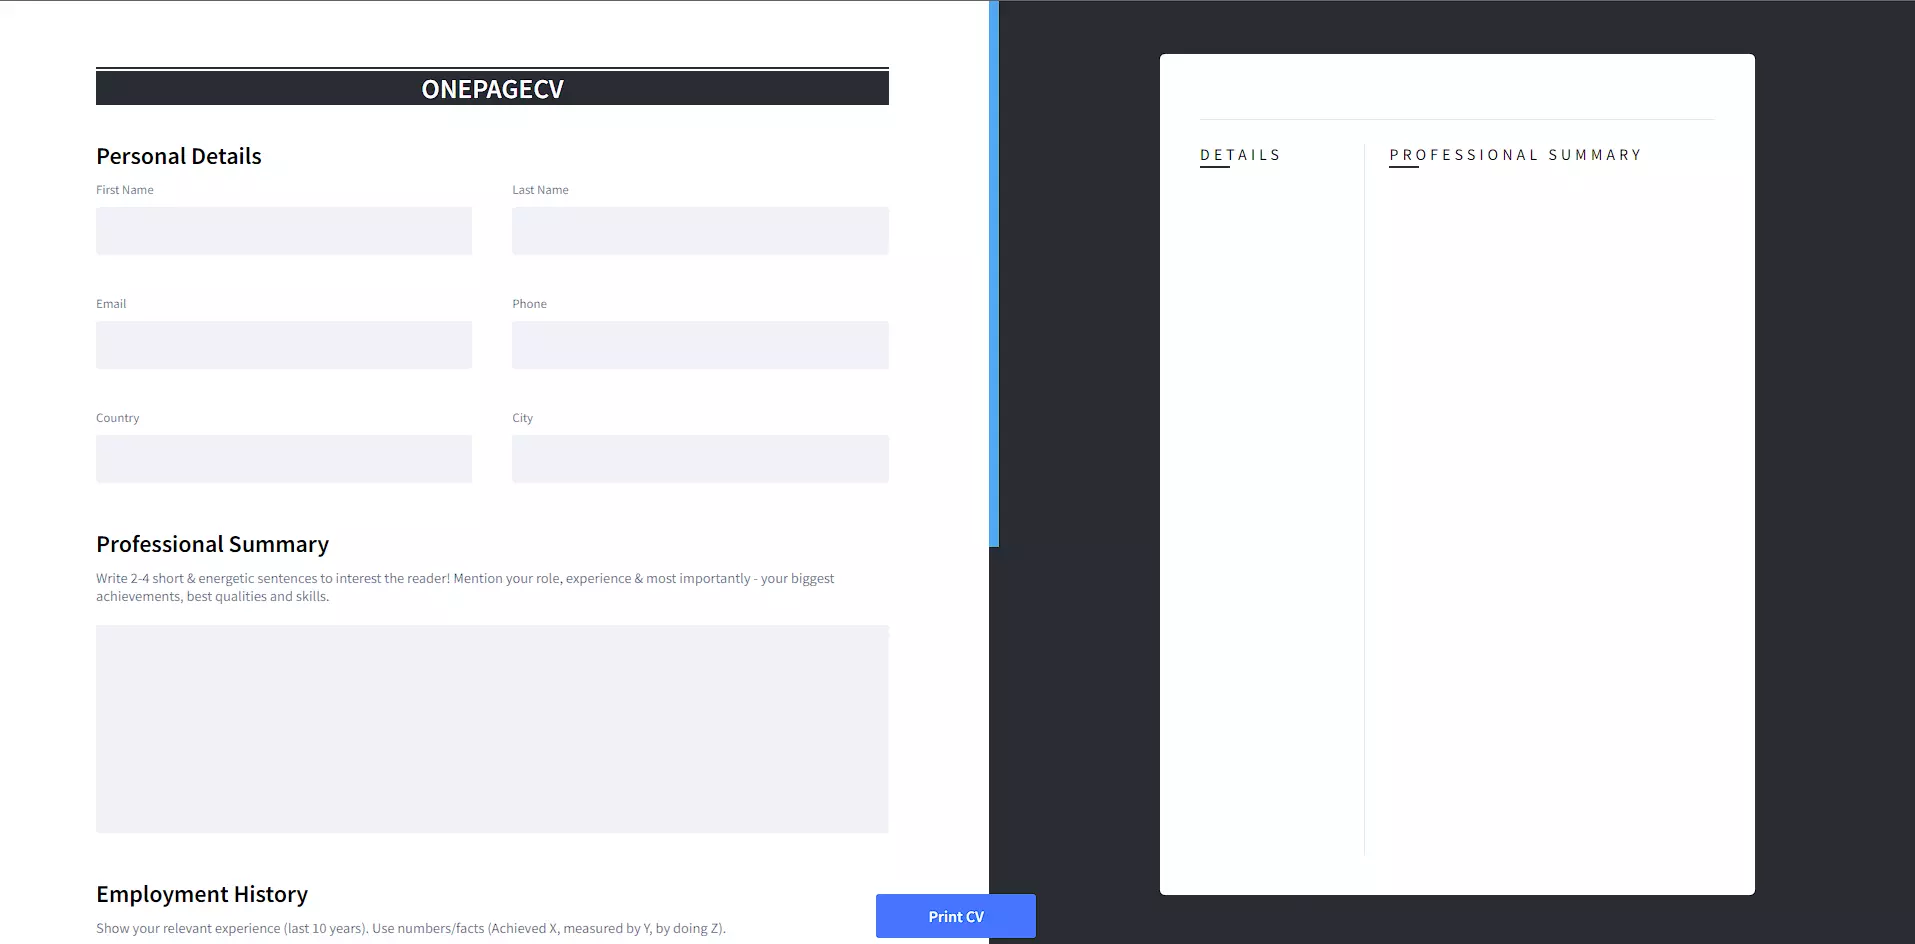 ONEPAGECV
Personal Details
First Name
Last Name
Email
Phone
Country
City
Professional Summary
Write 2-4 short & energetic sentences to interest the reader! Mention your role, experience & most importantly - your biggest
achievements, best qualities and skills.
Employment History
Show your relevant experience (last 10 years). Use numbers/facts (Achieved X, measured by Y, by doing Z).
Print CV
DETAILS
PROFESSIONAL SUMMARY